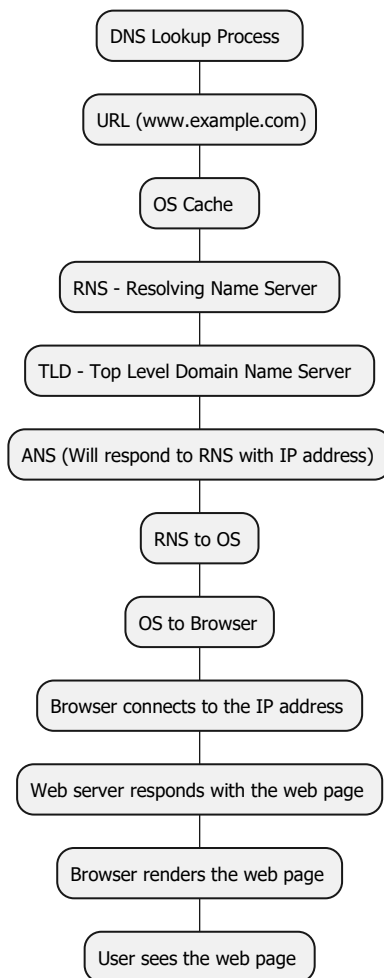 DNS Lookup Process
URL (www.example.com)
OS Cache
RNS - Resolving Name Server
TLD - Top Level Domain Name Server
ANS (Will respond to RNS with IP address)
RNS to OS
OS to Browser
Browser connects to the IP address
Web server responds with the web page
Browser renders the web page
User sees the web page